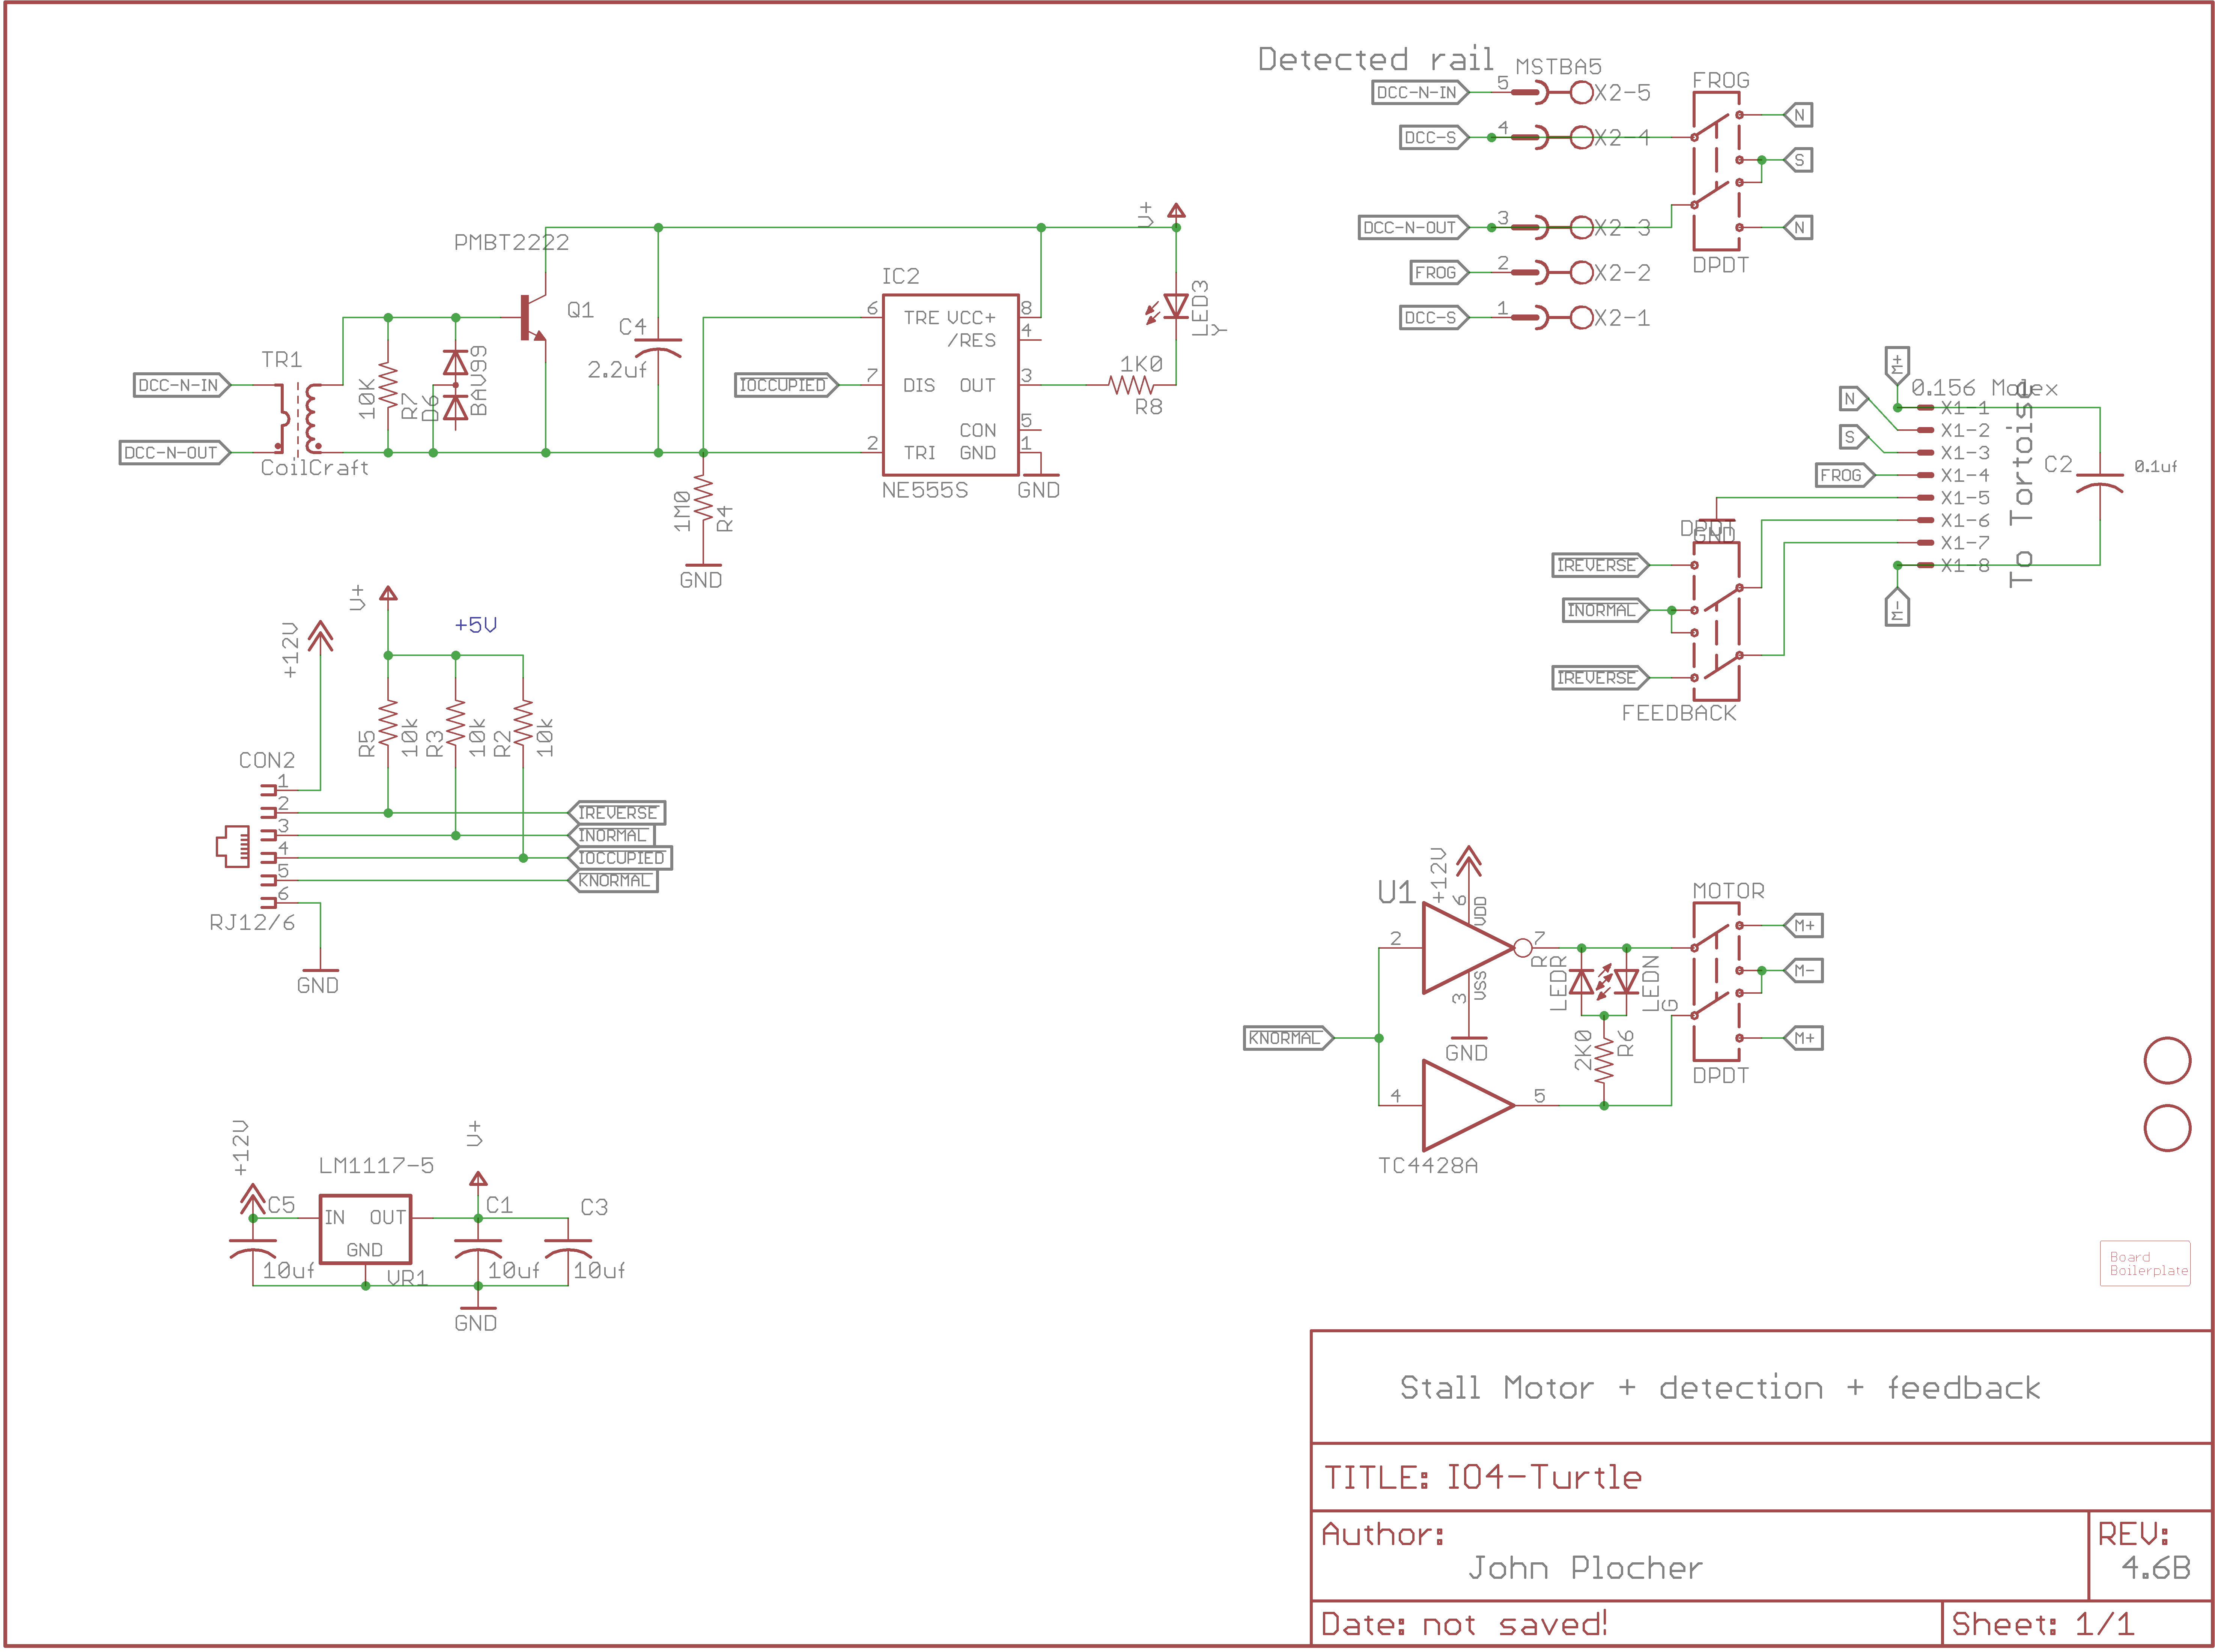 Detected rail
MSTBA5
DCC-N-IN
5
X2-5
DCC-S
4
X2-4
DCC-N-OUT
3
X2-3
FROG
2
X2-2
DCC-S
1
X2-1
FROG
N
S
N
DPDT
PMBT2222
Q1
C4
2.2uf
V+
IC2
6
TRE
VCC+
8
/RES
4
IOCCUPIED
7
DIS
OUT
3
CON
5
2
TRI
GND
1
NE555S
GND
LED3
Y
1K0
R8
TR1
DCC-N-IN
DCC-N-OUT
CoilCraft
10K
R7
D6
BAV99
1M0
R4
GND
M+
0.156 Molex
N
S
FROG
X1-1
X1-2
X1-3
X1-4
X1-5
X1-6
X1-7
X1-8
To Tortoise
C2
0.1uf
M-
DPDT
GND
IREVERSE
INORMAL
IREVERSE
FEEDBACK
V+
+12V
+5V
R5
10k
R3
10k
R2
10k
CON2
1
2
3
4
5
6
RJ12/6
IREVERSE
INORMAL
IOCCUPIED
KNORMAL
GND
U1
+12V
6
VDD
2
7
3
VSS
GND
KNORMAL
4
5
TC4428A
R
LEDR
LEDN
G
2K0
R6
MOTOR
M+
M-
M+
DPDT
+12V
C5
10uf
LM1117-5
IN
OUT
GND
VR1
V+
C1
10uf
C3
10uf
GND
Board
Boilerplate
Stall Motor + detection + feedback
TITLE: IO4-Turtle
Author:
John Plocher
REV:
4.6B
Date: not saved!
Sheet: 1/1